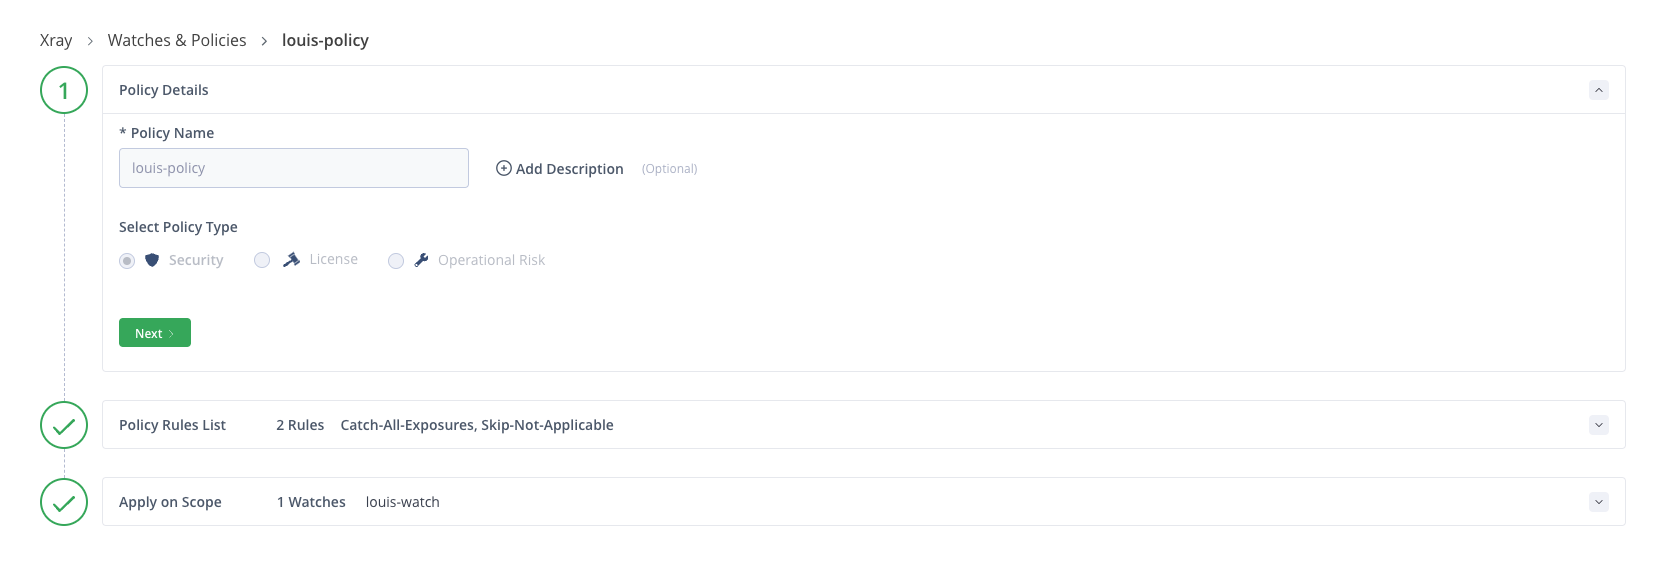 Xray > Watches & Policies > louis-policy
1
Policy Details
* Policy Name
louis-policy
Add Description (Optional)
Select Policy Type
Security License Operational Risk
Next >
Policy Rules List 2 Rules Catch-All-Exposures, Skip-Not-Applicable
Apply on Scope 1 Watches louis-watch